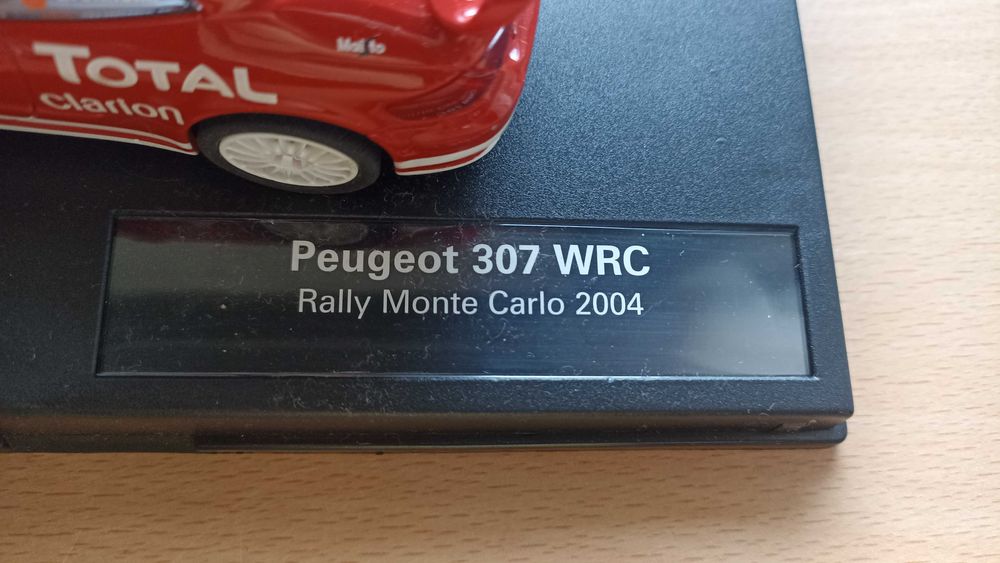 TOTAL
clarion
Peugeot 307 WRC
Rally Monte Carlo 2004